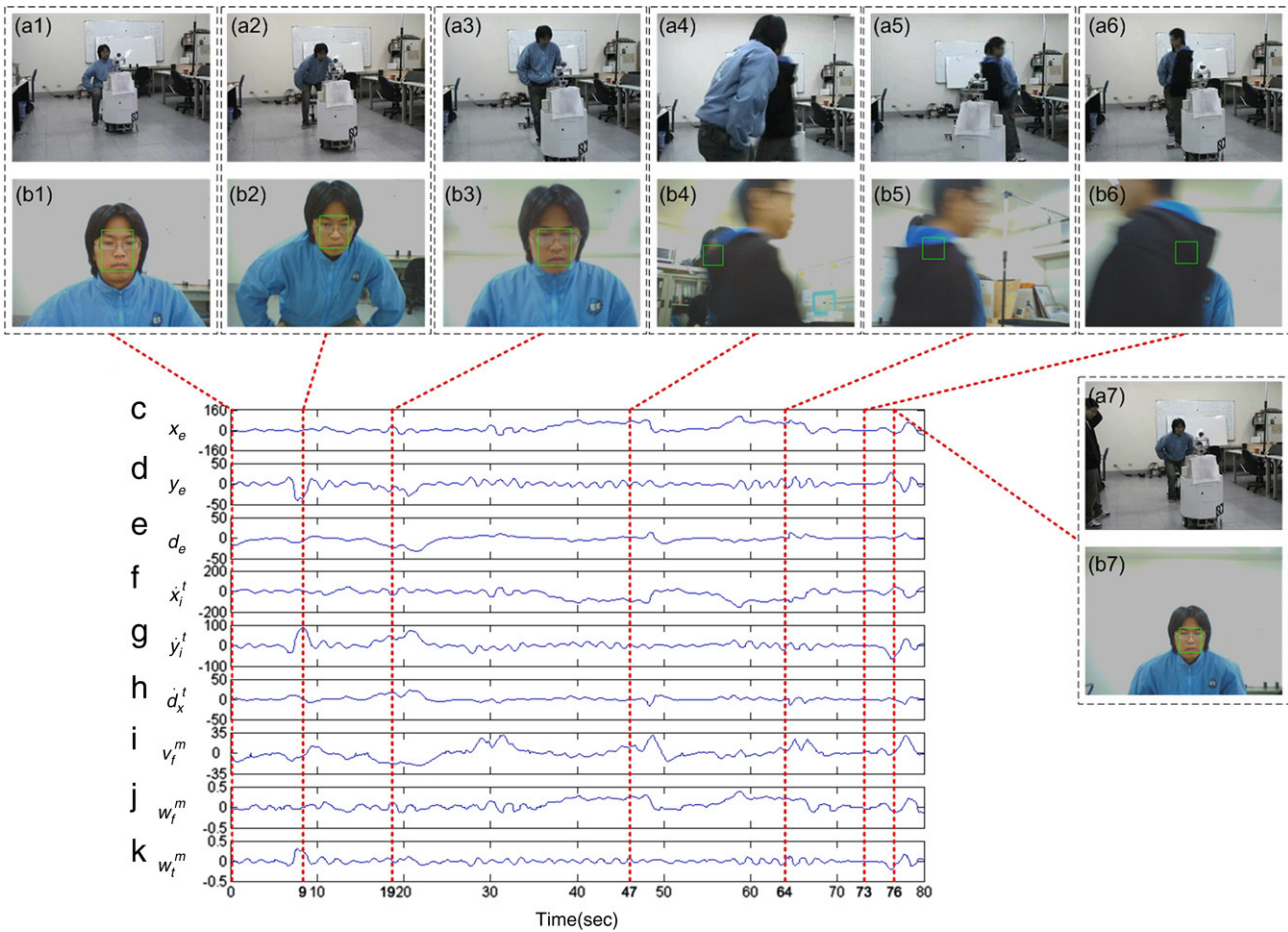 (a1) (a2) (a3) (a4) (a5) (a6)
(b1) (b2) (b3) (b4) (b5) (b6)
(a7)
(b7)
c x_e 160 0 -160
d y_e 50 0 -50
e d_e 50 0 -50
f ẋ_i^t 200 0 -200
g ẏ_i^t 100 0 -100
h ḋ_x^t 50 0 -50
i v_f^m 35 0 -35
j w_f^m 0.5 0 -0.5
k w_t^m 0.5 0 -0.5
0 9 10 19 20 30 40 47 50 60 64 70 73 76 80
Time(sec)